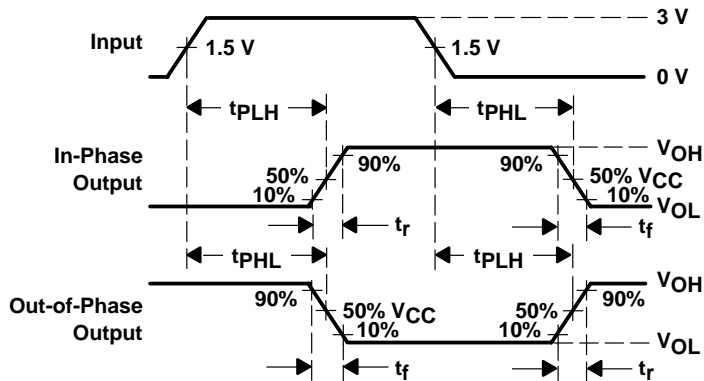 3 V
Input
1.5 V
1.5 V
0 V
tPLH
tPHL
In-Phase
Output
VOH
90%
90%
50%
50% VCC
10%
10%
VOL
tr
tf
tPHL
tPLH
VOH
Out-of-Phase
Output
90%
90%
50% VCC
50%
10%
10%
VOL
tf
tr